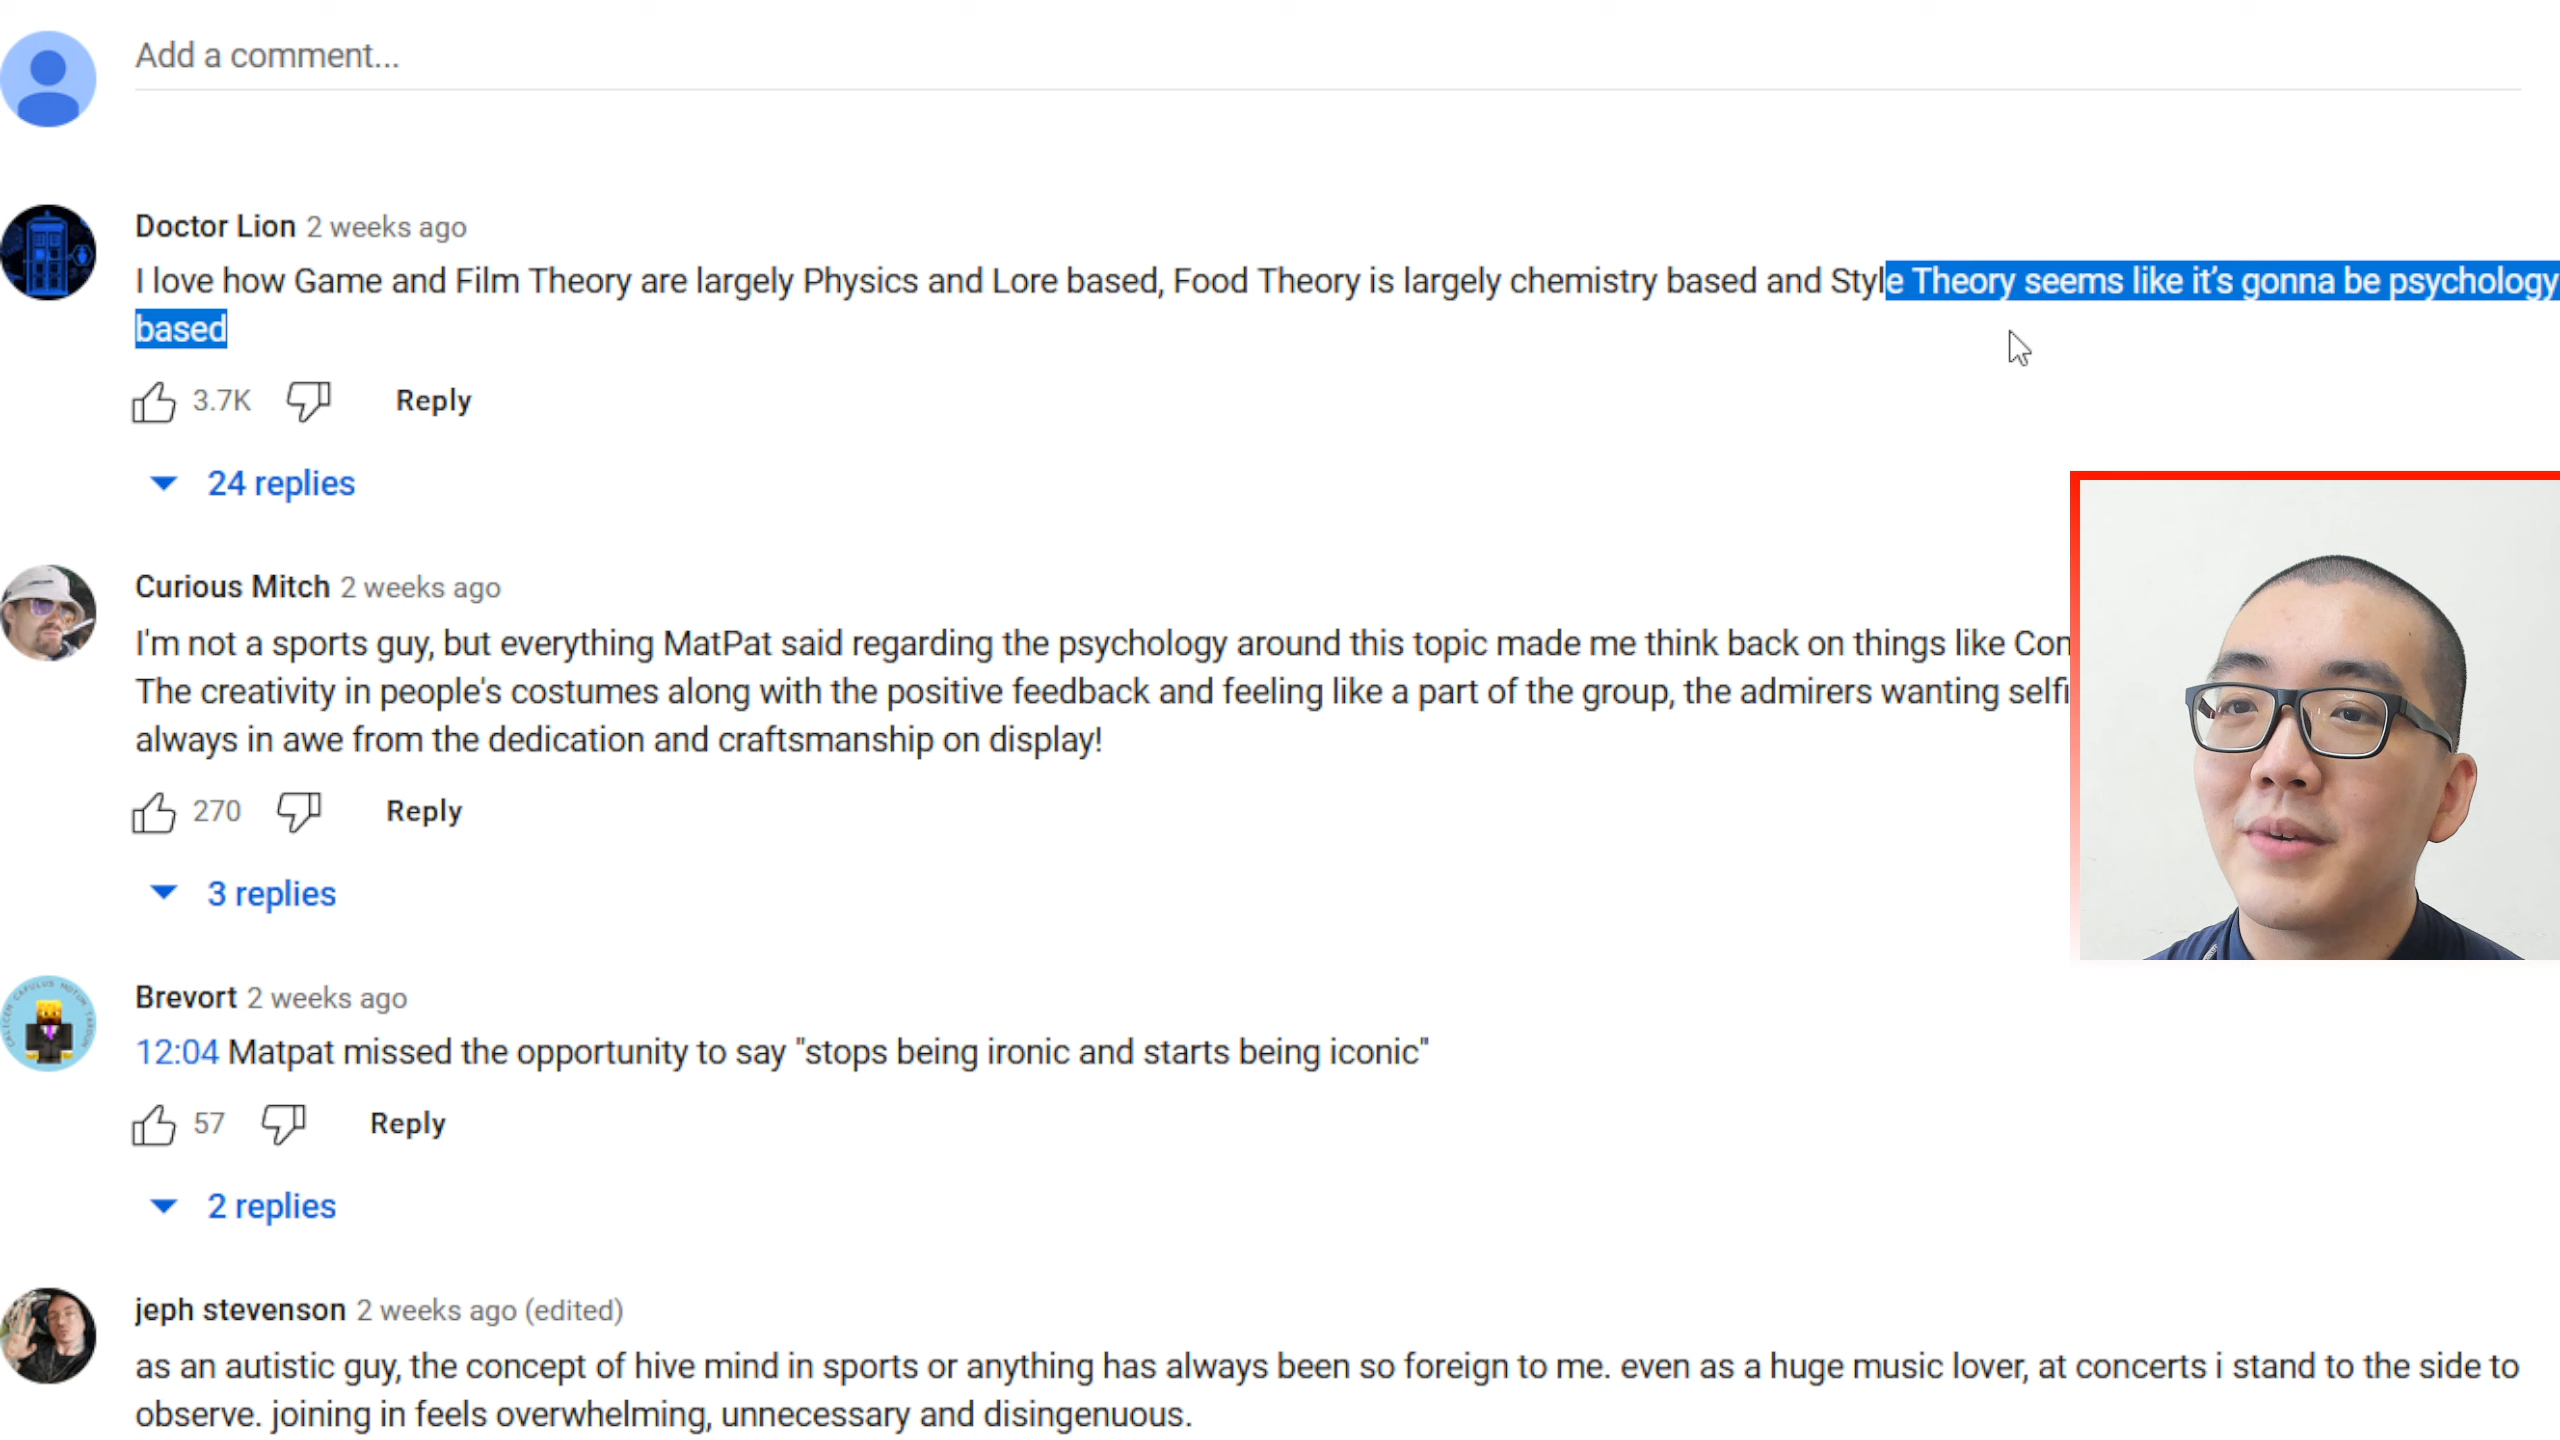 Add a comment...
Doctor Lion 2 weeks ago
I love how Game and Film Theory are largely Physics and Lore based, Food Theory is largely chemistry based and Style Theory seems like it’s gonna be psychology
based
3.7K Reply
24 replies
Curious Mitch 2 weeks ago
I'm not a sports guy, but everything MatPat said regarding the psychology around this topic made me think back on things like
The creativity in people's costumes along with the positive feedback and feeling like a part of the group, the admirers wanting
always in awe from the dedication and craftsmanship on display!
270 Reply
3 replies
Brevort 2 weeks ago
12:04 Matpat missed the opportunity to say "stops being ironic and starts being iconic"
57 Reply
2 replies
jeph stevenson 2 weeks ago (edited)
as an autistic guy, the concept of hive mind in sports or anything has always been so foreign to me. even as a huge music lover, at concerts i stand to the side to
observe. joining in feels overwhelming, unnecessary and disingenuous.